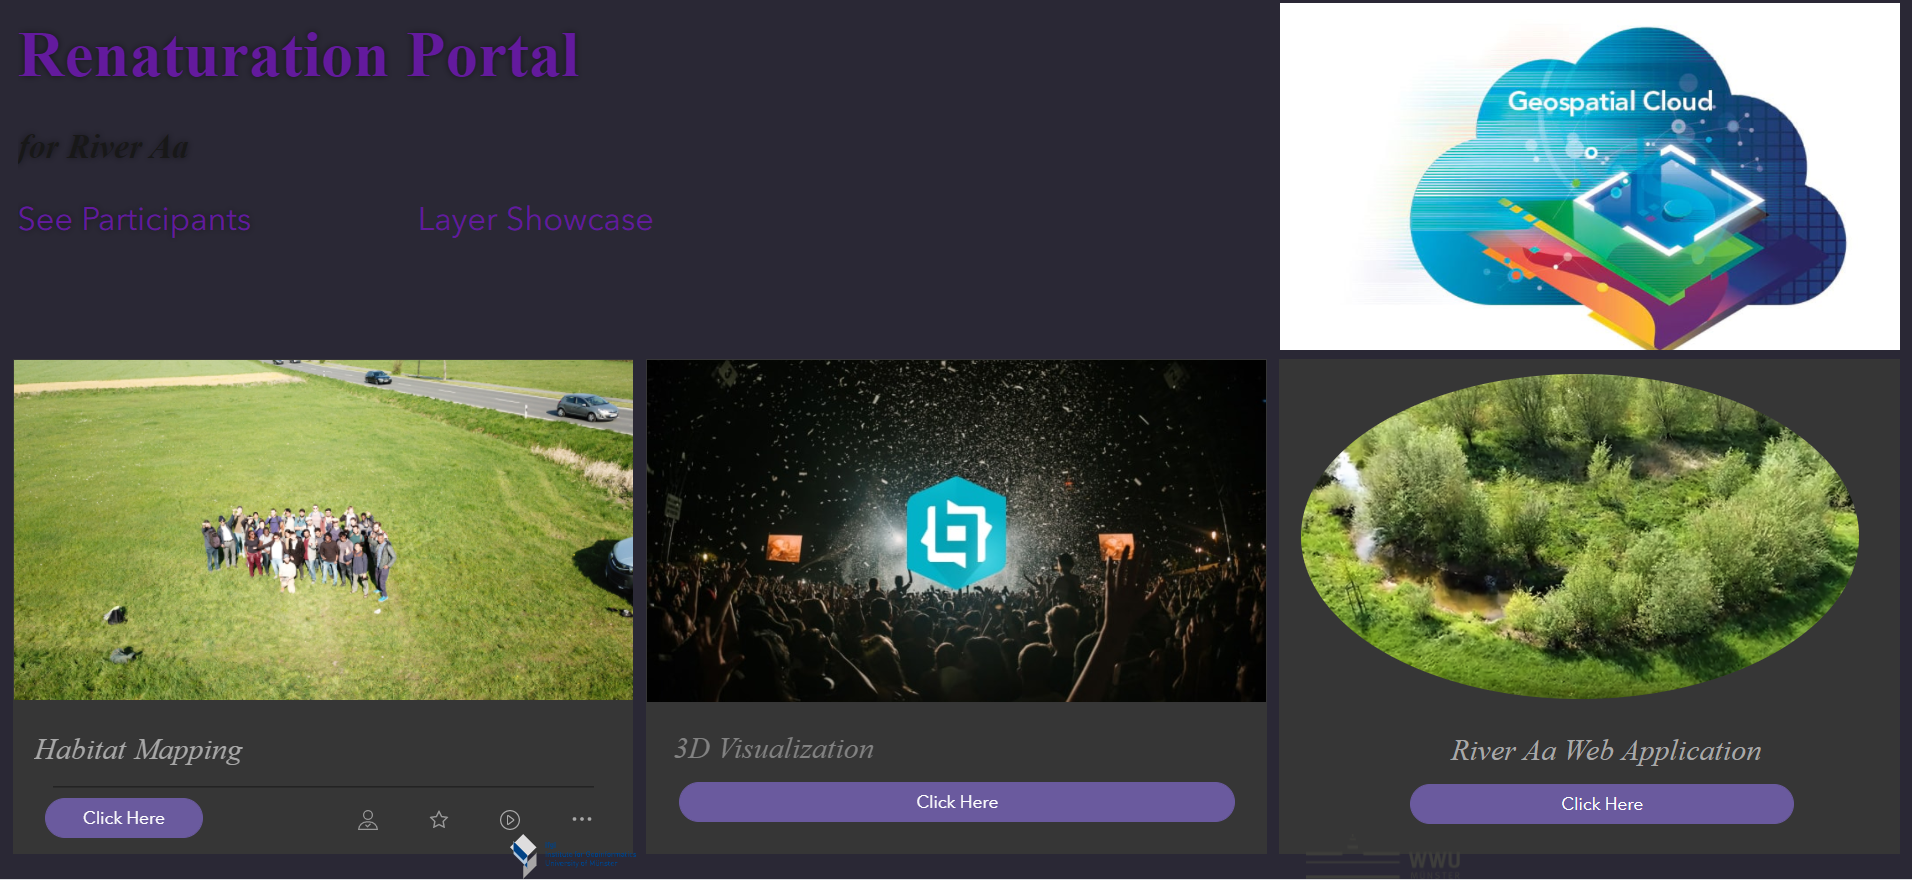 Renaturation Portal
Geospatial Cloud
for River Aa
See Participants
Layer Showcase
Habitat Mapping
3D Visualization
River Aa Web Application
Click Here
Click Here
Click Here
WWU
MÜNSTER